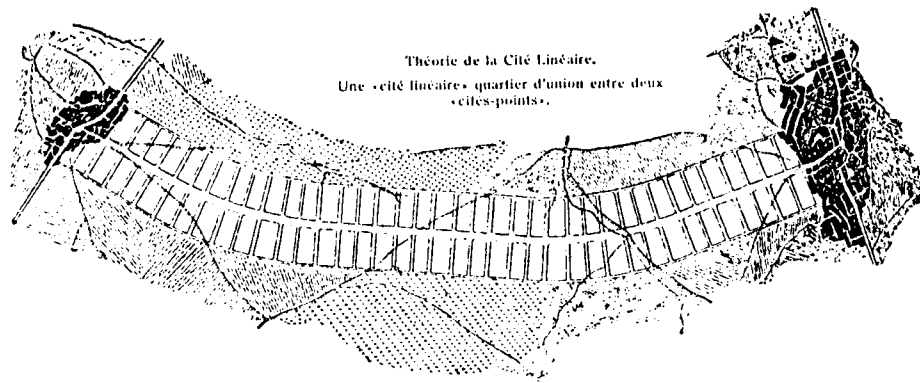 Théorie de la Cité Linéaire.
Une «cité linéaire» quartier d'union entre deux
«cités-points».